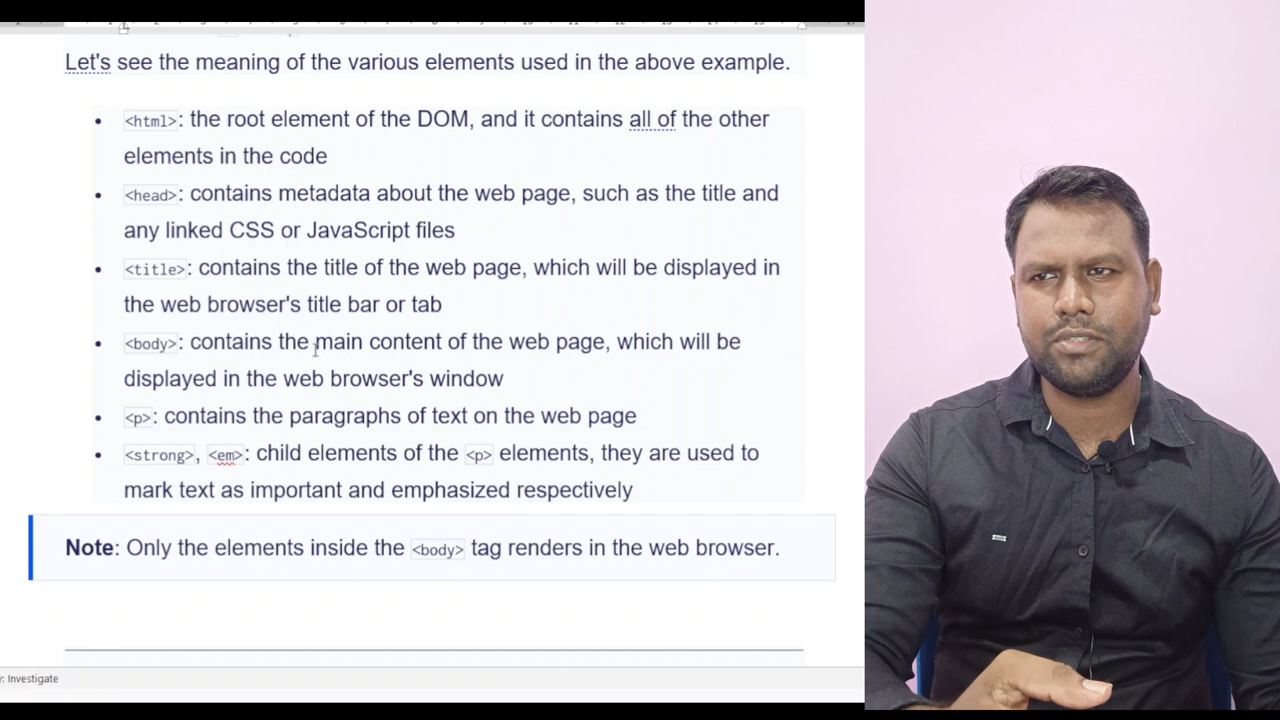 Let's see the meaning of the various elements used in the above example.
• <html>: the root element of the DOM, and it contains all of the other
elements in the code
• <head>: contains metadata about the web page, such as the title and
any linked CSS or JavaScript files
• <title>: contains the title of the web page, which will be displayed in
the web browser's title bar or tab
• <body>: contains the main content of the web page, which will be
displayed in the web browser's window
• <p>: contains the paragraphs of text on the web page
• <strong>, <em>: child elements of the <p> elements, they are used to
mark text as important and emphasized respectively
Note: Only the elements inside the <body> tag renders in the web browser.
: Investigate